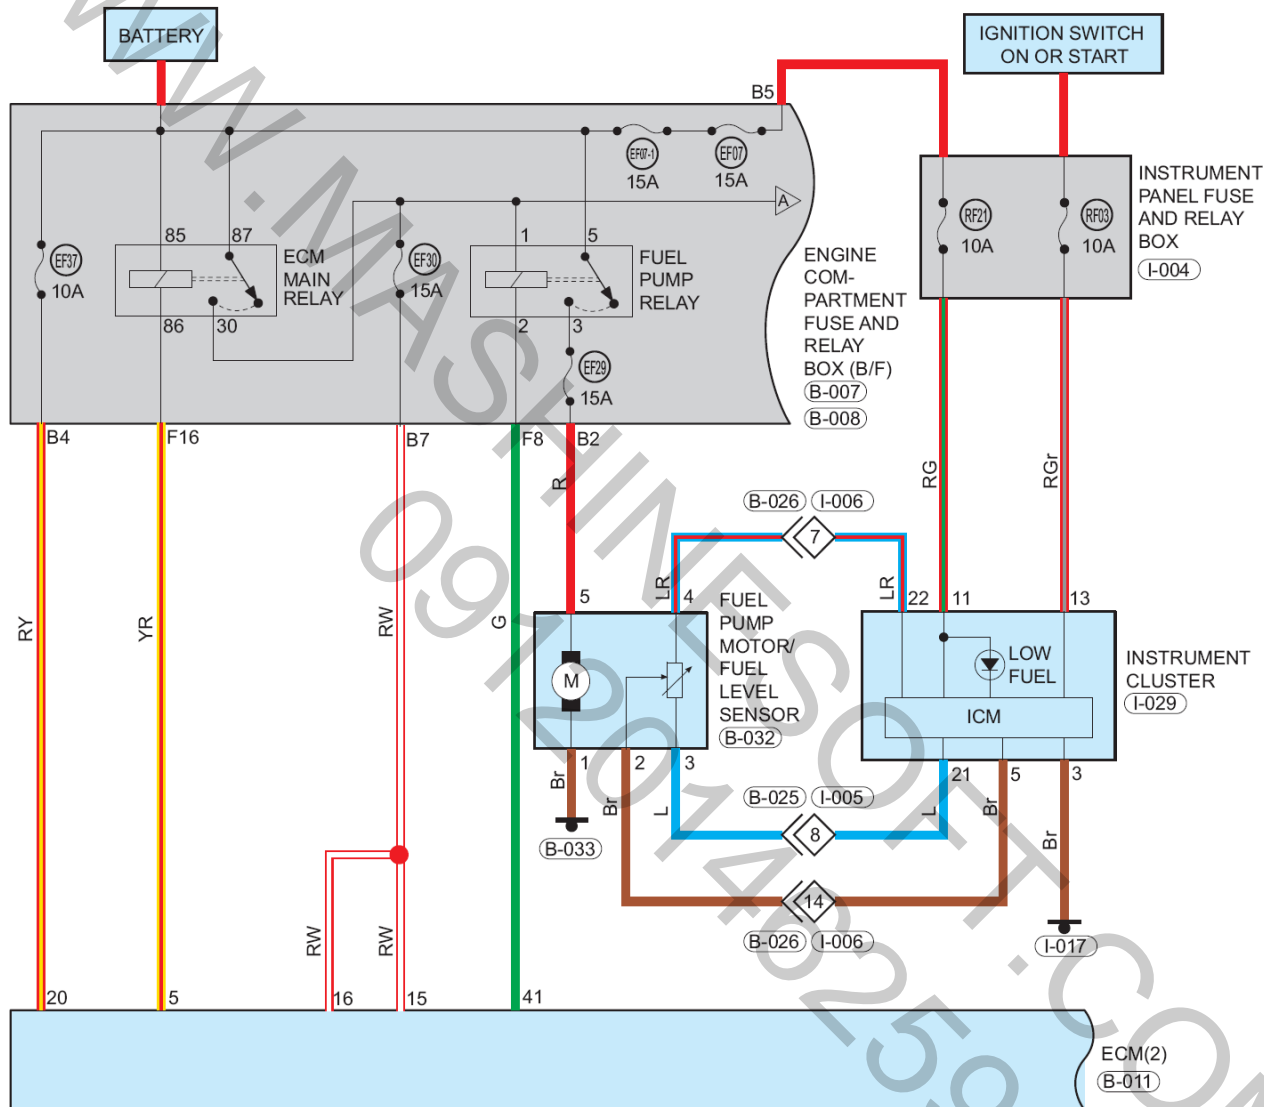 BATTERY
IGNITION SWITCH
ON OR START
B5
EF07-1
15A
EF07
15A
A
INSTRUMENT
PANEL FUSE
AND RELAY
BOX
I-004
RF21
10A
RF03
10A
EF37
10A
85
87
86
30
ECM
MAIN
RELAY
EF30
15A
1
5
2
3
FUEL
PUMP
RELAY
EF29
15A
ENGINE
COM-
PARTMENT
FUSE AND
RELAY
BOX (B/F)
B-007
B-008
B4
F16
B7
F8
B2
R
RG
RGr
B-026
I-006
7
LR
LR
RY
YR
RW
G
5
4
22
11
13
FUEL
PUMP
MOTOR/
FUEL
LEVEL
SENSOR
B-032
M
LOW
FUEL
ICM
INSTRUMENT
CLUSTER
I-029
1
2
3
21
5
3
Br
Br
L
L
Br
Br
B-033
B-025
I-005
8
14
B-026
I-006
I-017
RW
RW
20
5
16
15
41
ECM(2)
B-011
WWW.MASHINESOFT.COM